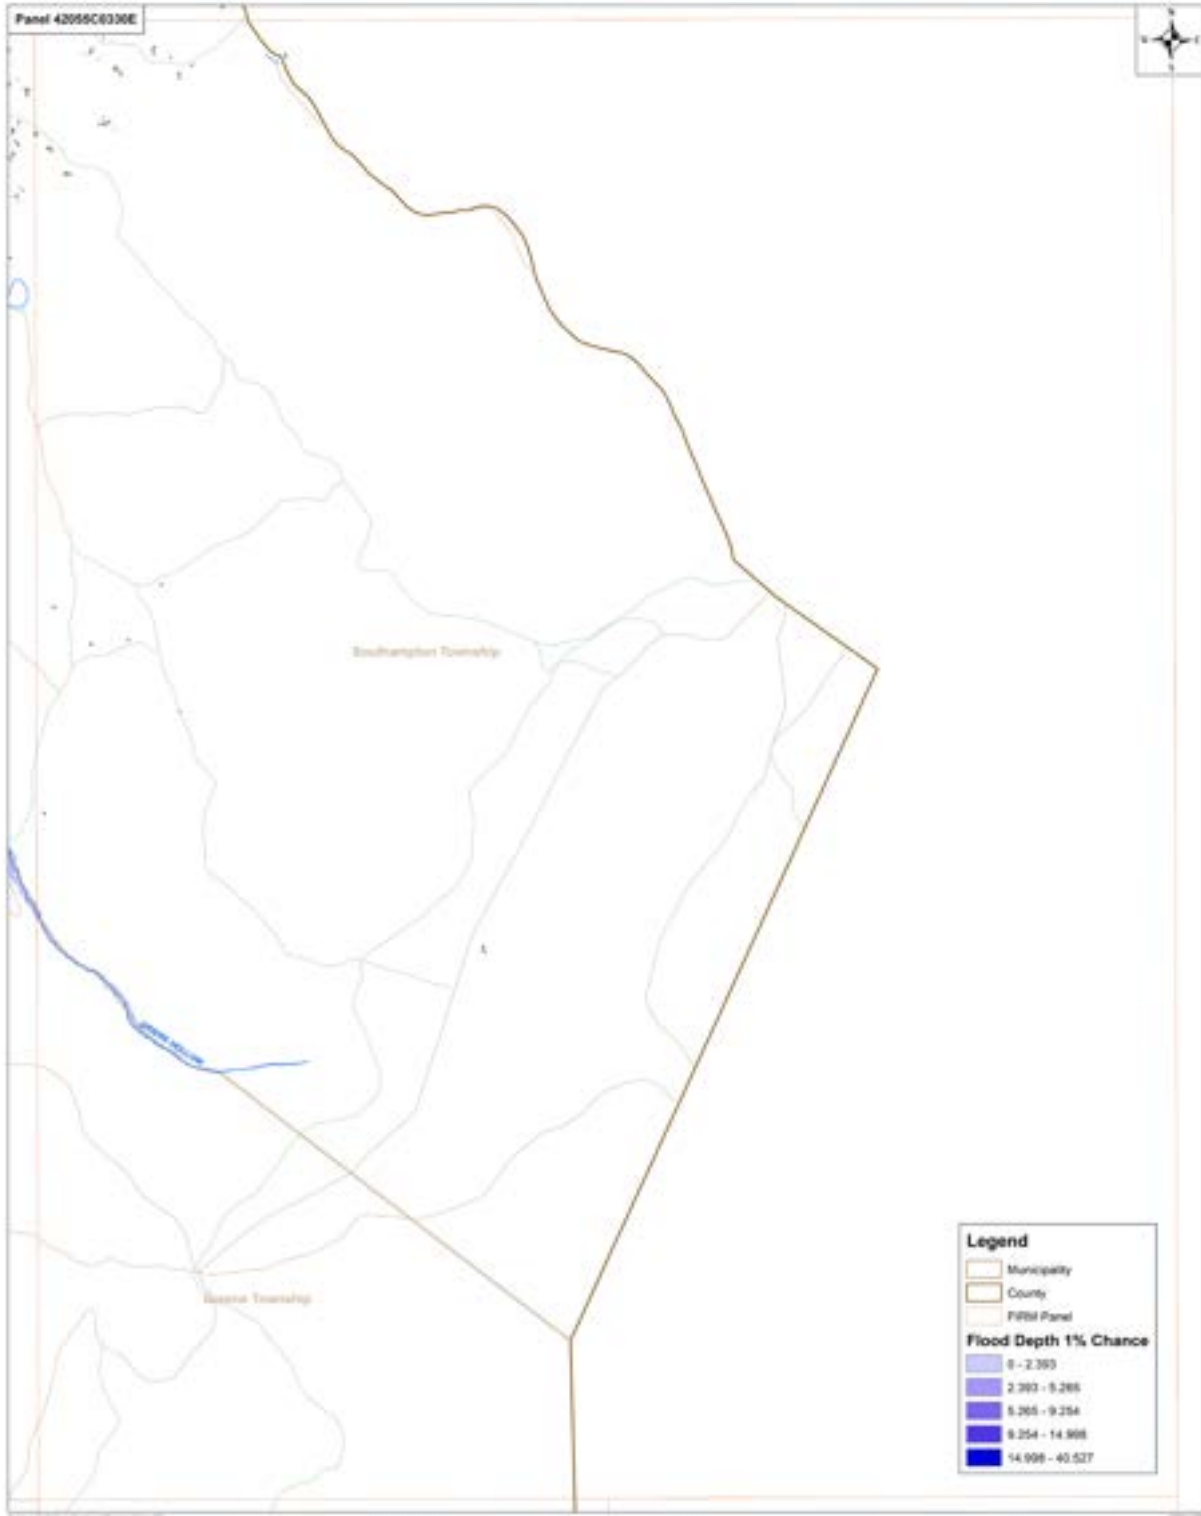 Panel 42055C0330E
N
Southampton Township
Greene Township
Legend
Municipality
County
FIRM Panel
Flood Depth 1% Chance
0 - 2.393
2.393 - 5.265
5.265 - 9.254
9.254 - 14.998
14.998 - 40.527